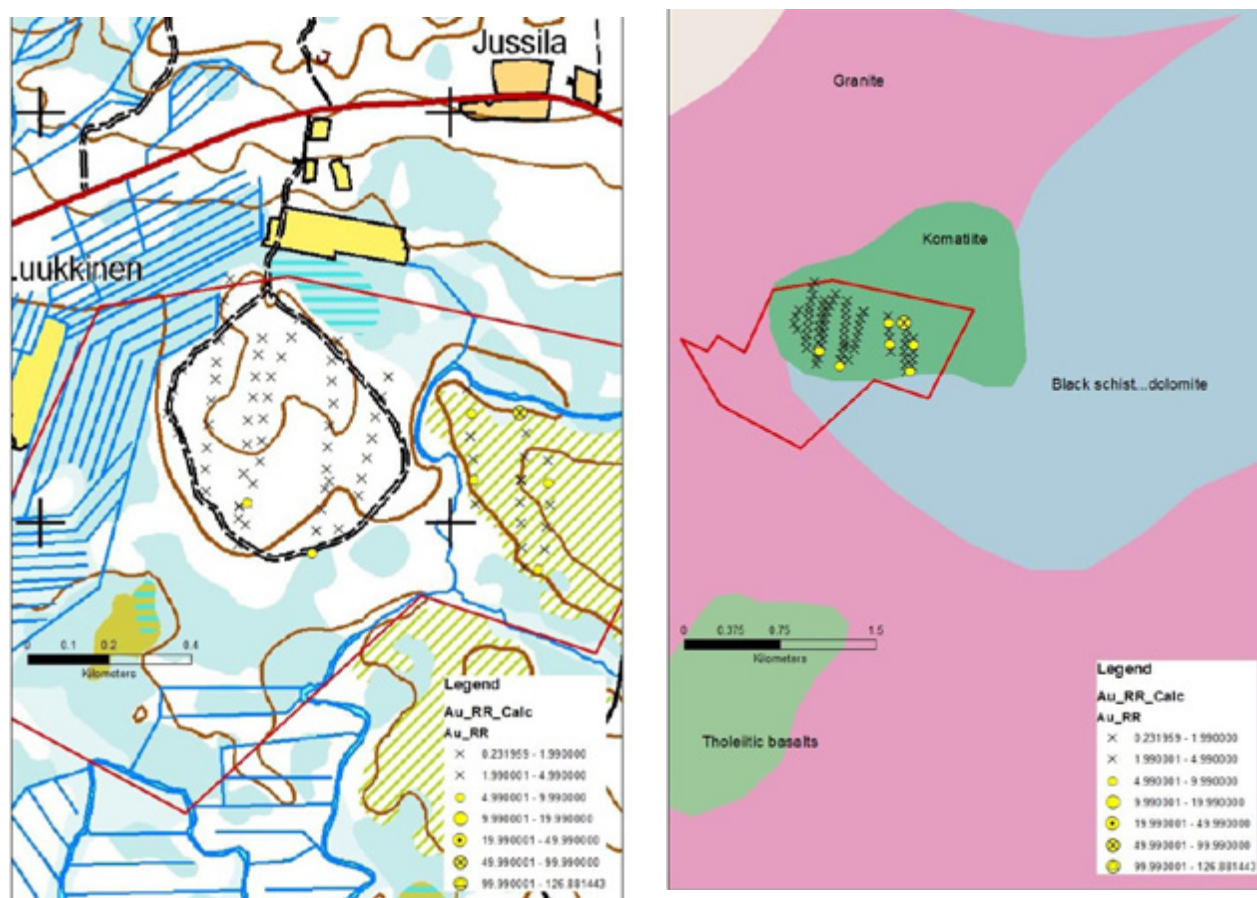 Jussila
.uukkinen
0 0.1 0.2 0.4
Kilometers
Legend
Au_RR_Calc
Au_RR
0.231959 - 1.990000
1.990001 - 4.990000
4.990001 - 9.990000
9.990001 - 19.990000
19.990001 - 49.990000
49.990001 - 99.990000
99.990001 - 126.881443
Granite
Komatiite
Black schist...dolomite
0 0.375 0.75 1.5
Kilometers
Tholeiitic basalts
Legend
Au_RR_Calc
Au_RR
0.231959 - 1.990000
1.990001 - 4.990000
4.990001 - 9.990000
9.990001 - 19.990000
19.990001 - 49.990000
49.990001 - 99.990000
99.990001 - 126.881443